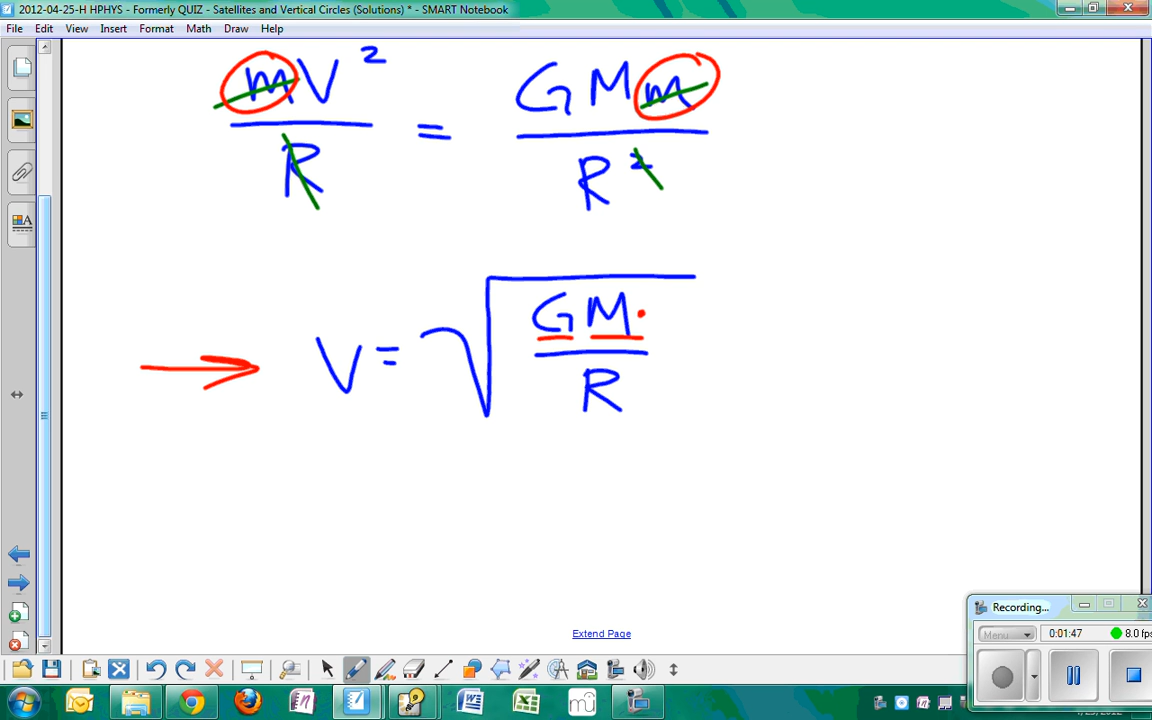 2012-04-25-H HPHYS - Formerly QUIZ - Satellites and Vertical Circles (Solutions) * - SMART Notebook
File Edit View Insert Format Math Draw Help
mV² / R = GMm / R²
V = √(GM / R)
Extend Page
Recording...
Menu 0:01:47 8.0 fps